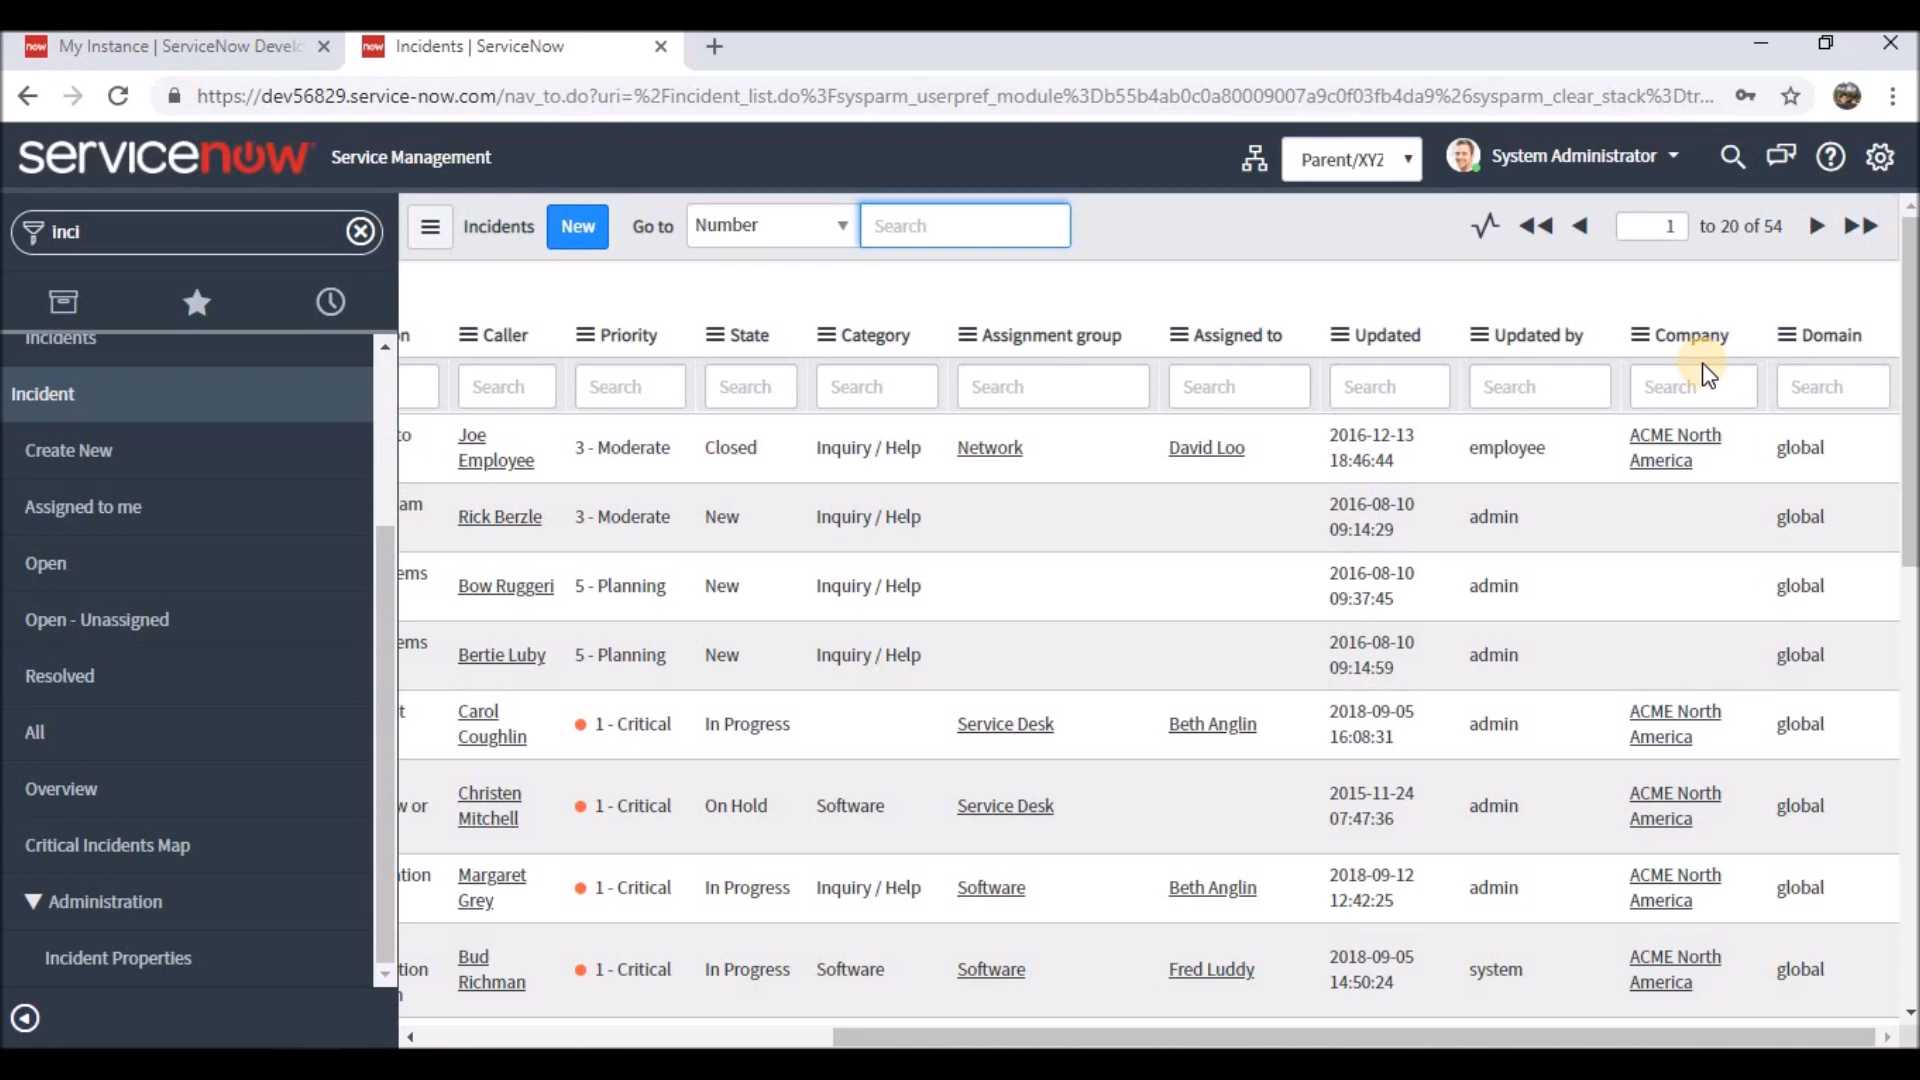 now My Instance | ServiceNow Develo
now Incidents | ServiceNow
https://dev56829.service-now.com/nav_to.do?uri=%2Fincident_list.do%3Fsysparm_userpref_module%3Db55b4ab0c0a80009007a9c0f03fb4da9%26sysparm_clear_stack%3Dtr...
servicenow Service Management Parent/XYZ System Administrator
inci
Incidents New Go to Number Search 1 to 20 of 54
Incidents
Incident
Create New
Assigned to me
Open
Open - Unassigned
Resolved
All
Overview
Critical Incidents Map
Administration
Incident Properties
n Caller Priority State Category Assignment group Assigned to Updated Updated by Company Domain
Search Search Search Search Search Search Search Search Search Search
to Joe Employee 3 - Moderate Closed Inquiry / Help Network David Loo 2016-12-13 18:46:44 employee ACME North America global
am Rick Berzle 3 - Moderate New Inquiry / Help 2016-08-10 09:14:29 admin global
ems Bow Ruggeri 5 - Planning New Inquiry / Help 2016-08-10 09:37:45 admin global
ems Bertie Luby 5 - Planning New Inquiry / Help 2016-08-10 09:14:59 admin global
t Carol Coughlin 1 - Critical In Progress Service Desk Beth Anglin 2018-09-05 16:08:31 admin ACME North America global
w or Christen Mitchell 1 - Critical On Hold Software Service Desk 2015-11-24 07:47:36 admin ACME North America global
tion Margaret Grey 1 - Critical In Progress Inquiry / Help Software Beth Anglin 2018-09-12 12:42:25 admin ACME North America global
tion Bud Richman 1 - Critical In Progress Software Software Fred Luddy 2018-09-05 14:50:24 system ACME North America global